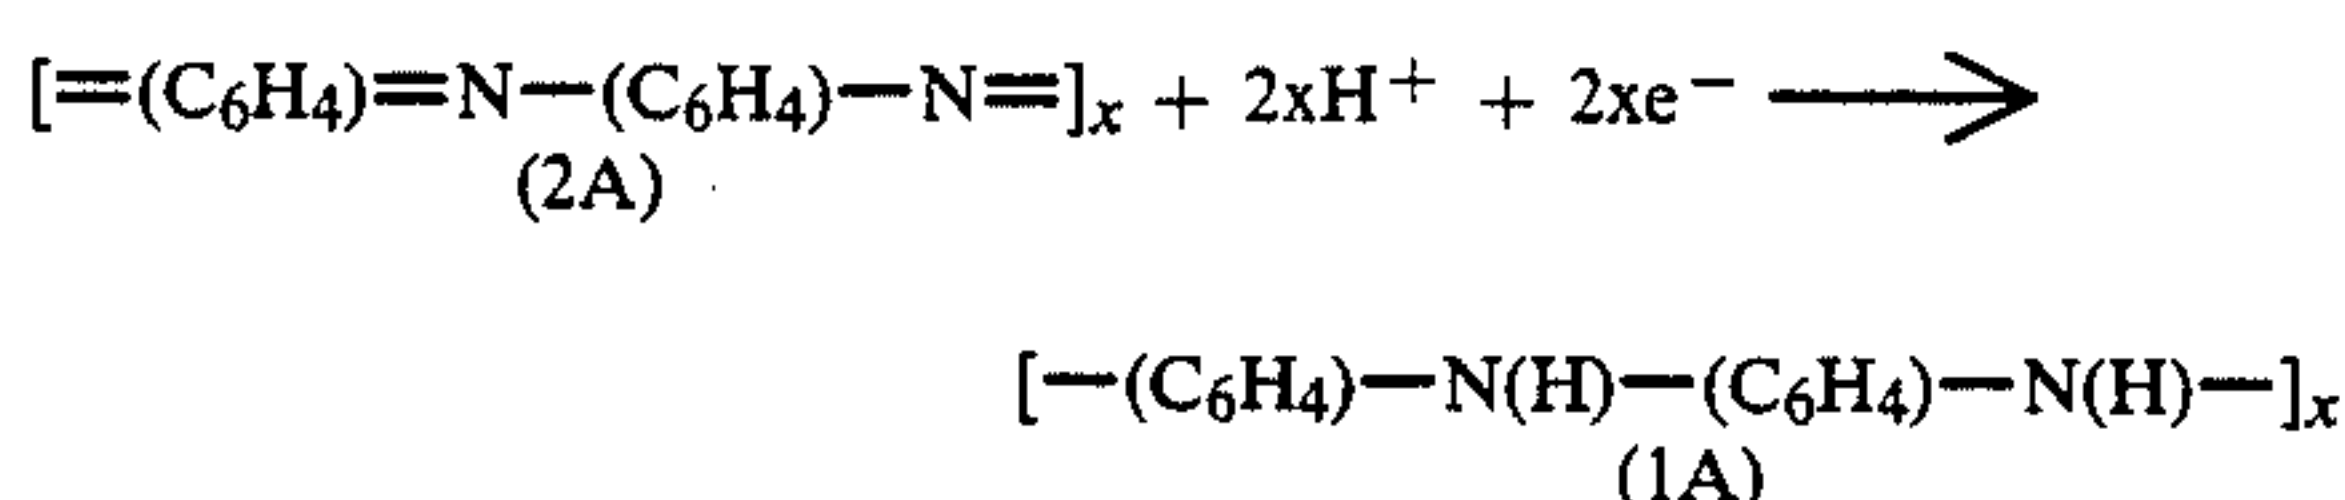 [═(C₆H₄)═N—(C₆H₄)—N═]ₓ + 2xH⁺ + 2xe⁻ ⟶
(2A)
[—(C₆H₄)—N(H)—(C₆H₄)—N(H)—]ₓ
(1A)